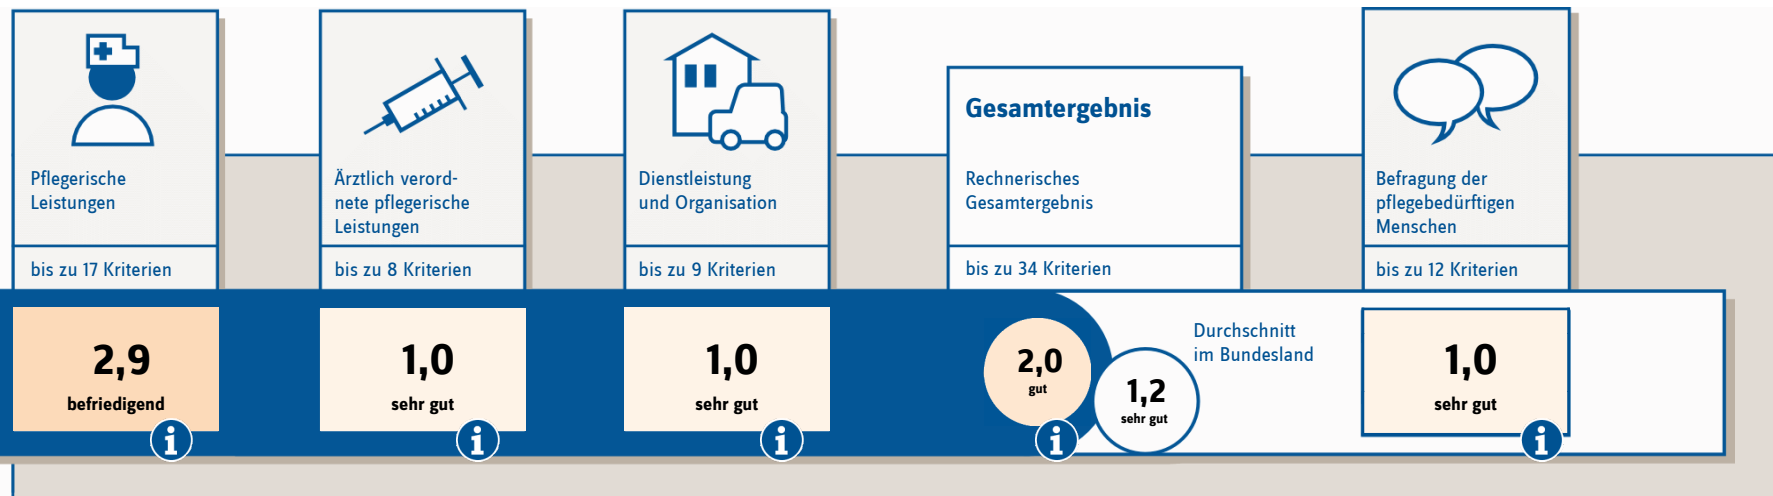 Pflegerische
Leistungen
bis zu 17 Kriterien
2,9
befriedigend
i
Ärztlich verord-
nete pflegerische
Leistungen
bis zu 8 Kriterien
1,0
sehr gut
i
Dienstleistung
und Organisation
bis zu 9 Kriterien
1,0
sehr gut
i
Gesamtergebnis
Rechnerisches
Gesamtergebnis
bis zu 34 Kriterien
2,0
gut
i
1,2
sehr gut
Durchschnitt
im Bundesland
Befragung der
pflegebedürftigen
Menschen
bis zu 12 Kriterien
1,0
sehr gut
i